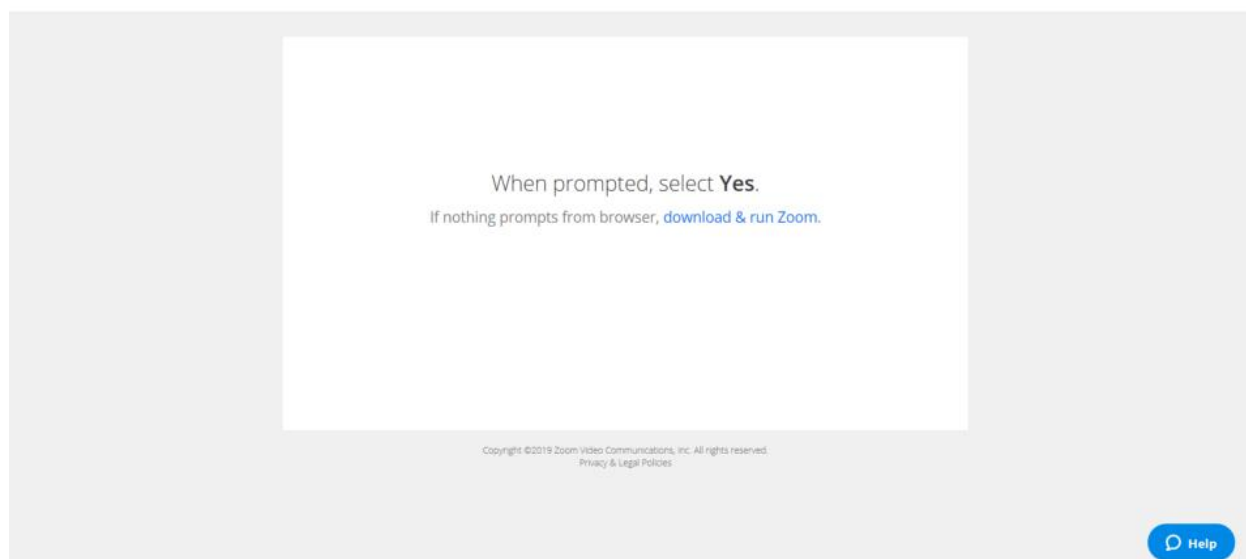 When prompted, select Yes.
If nothing prompts from browser, download & run Zoom.
Copyright ©2019 Zoom Video Communications, Inc. All rights reserved.
Privacy & Legal Policies
Help